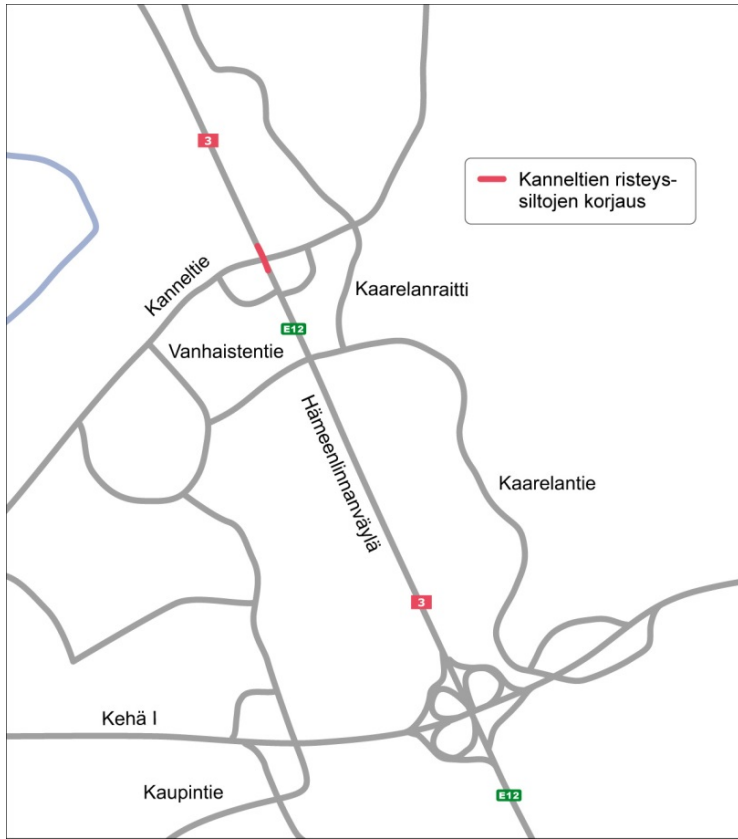 3
Kanneltien risteys-
siltojen korjaus
Kanneltie
Kaarelanraitti
E12
Vanhaistentie
Hämeenlinnanväylä
Kaarelantie
3
Kehä I
Kaupintie
E12